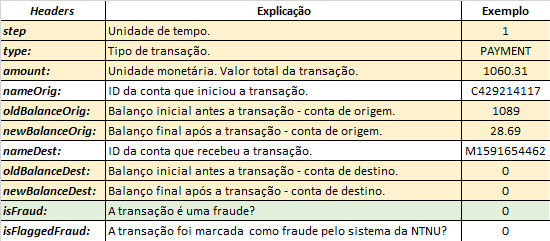 Headers Explicação Exemplo
step Unidade de tempo. 1
type: Tipo de transação. PAYMENT
amount: Unidade monetária. Valor total da transação. 1060.31
nameOrig: ID da conta que iniciou a transação. C429214117
oldBalanceOrig: Balanço inicial antes a transação - conta de origem. 1089
newBalanceOrig: Balanço final após a transação - conta de origem. 28.69
nameDest: ID da conta que recebeu a transação. M1591654462
oldBalanceDest: Balanço inicial antes a transação - conta de destino. 0
newBalanceDest: Balanço final após a transação - conta de destino. 0
isFraud: A transação é uma fraude? 0
isFlaggedFraud: A transação foi marcada como fraude pelo sistema da NTNU? 0